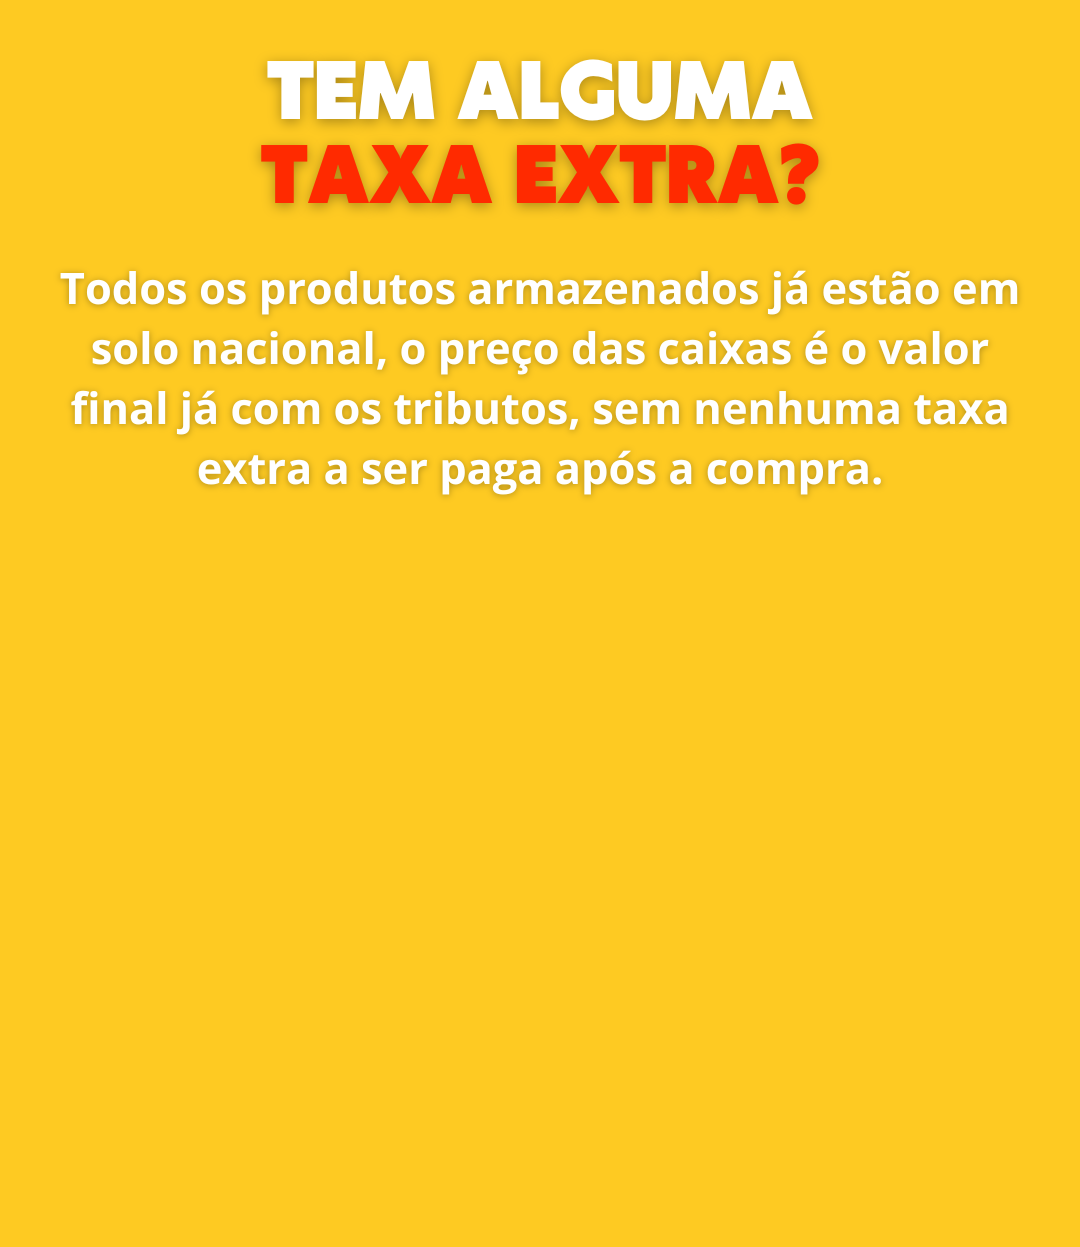 TEM ALGUMA
TAXA EXTRA?
Todos os produtos armazenados já estão em
solo nacional, o preço das caixas é o valor
final já com os tributos, sem nenhuma taxa
extra a ser paga após a compra.